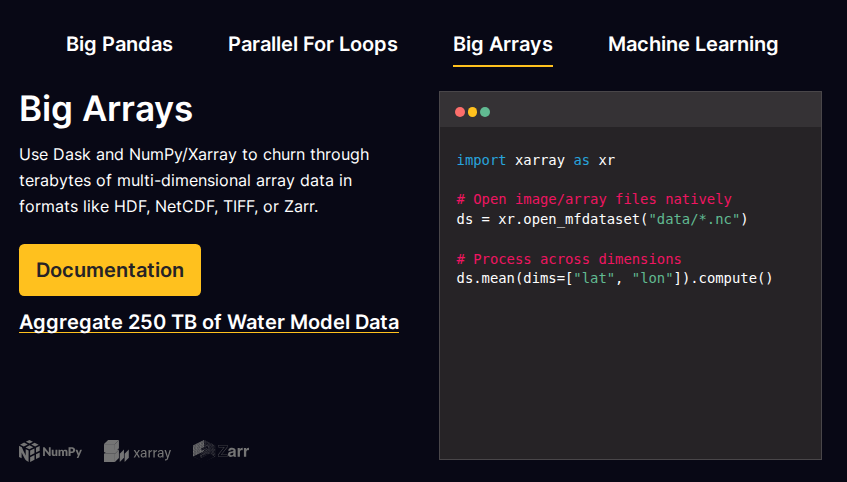 Big Pandas
Parallel For Loops
Big Arrays
Machine Learning
Big Arrays
Use Dask and NumPy/Xarray to churn through
terabytes of multi-dimensional array data in
formats like HDF, NetCDF, TIFF, or Zarr.
Documentation
Aggregate 250 TB of Water Model Data
NumPy
xarray
Zarr
import xarray as xr
# Open image/array files natively
ds = xr.open_mfdataset("data/*.nc")
# Process across dimensions
ds.mean(dims=["lat", "lon"]).compute()